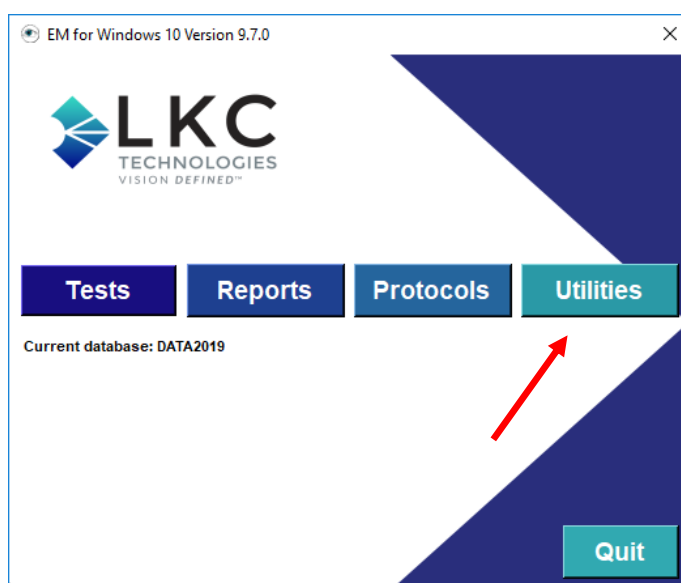 EM for Windows 10 Version 9.7.0
LKC
TECHNOLOGIES
VISION DEFINED™
Tests Reports Protocols Utilities
Current database: DATA2019
Quit